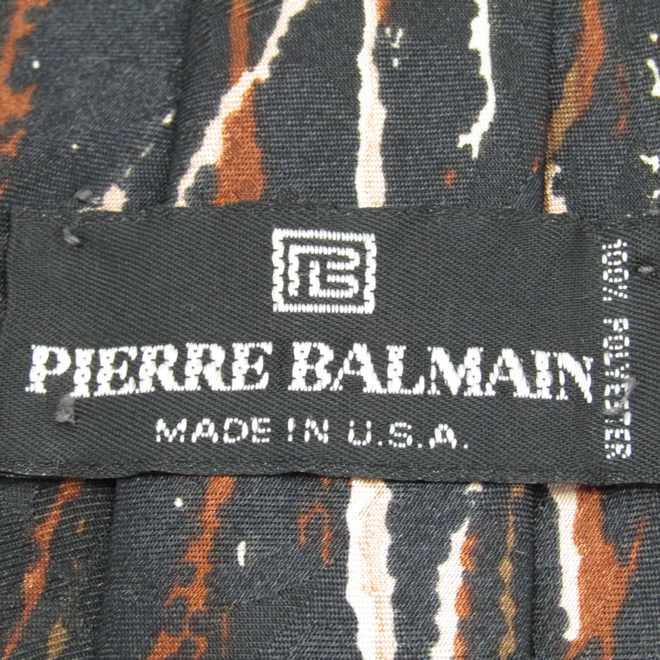 PB
PIERRE BALMAIN
MADE IN U.S.A.
100% POLYESTER